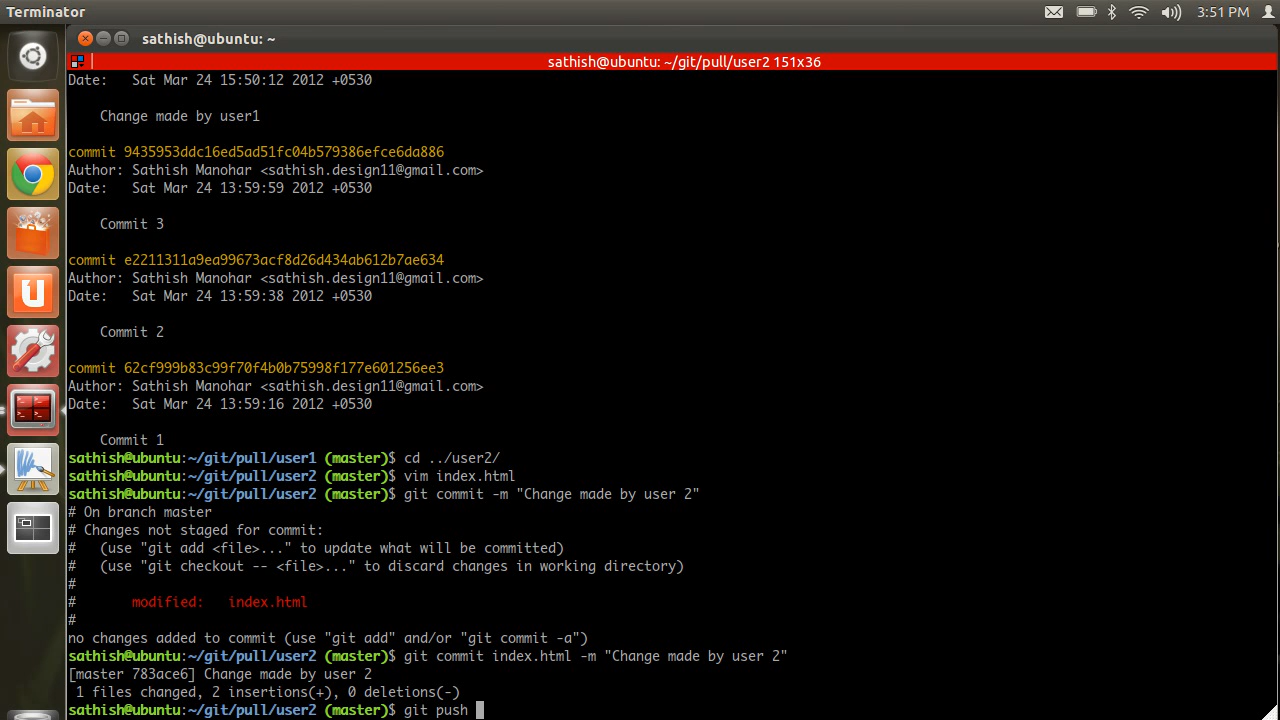 Terminator
3:51 PM
sathish@ubuntu: ~
sathish@ubuntu: ~/git/pull/user2 151x36
Date:   Sat Mar 24 15:50:12 2012 +0530
    Change made by user1
commit 9435953ddc16ed5ad51fc04b579386efce6da886
Author: Sathish Manohar <sathish.design11@gmail.com>
Date:   Sat Mar 24 13:59:59 2012 +0530
    Commit 3
commit e2211311a9ea99673acf8d26d434ab612b7ae634
Author: Sathish Manohar <sathish.design11@gmail.com>
Date:   Sat Mar 24 13:59:38 2012 +0530
    Commit 2
commit 62cf999b83c99f70f4b0b75998f177e601256ee3
Author: Sathish Manohar <sathish.design11@gmail.com>
Date:   Sat Mar 24 13:59:16 2012 +0530
    Commit 1
sathish@ubuntu:~/git/pull/user1 (master)$ cd ../user2/
sathish@ubuntu:~/git/pull/user2 (master)$ vim index.html
sathish@ubuntu:~/git/pull/user2 (master)$ git commit -m "Change made by user 2"
# On branch master
# Changes not staged for commit:
#   (use "git add <file>..." to update what will be committed)
#   (use "git checkout -- <file>..." to discard changes in working directory)
#
#       modified:   index.html
#
no changes added to commit (use "git add" and/or "git commit -a")
sathish@ubuntu:~/git/pull/user2 (master)$ git commit index.html -m "Change made by user 2"
[master 783ace6] Change made by user 2
 1 files changed, 2 insertions(+), 0 deletions(-)
sathish@ubuntu:~/git/pull/user2 (master)$ git push